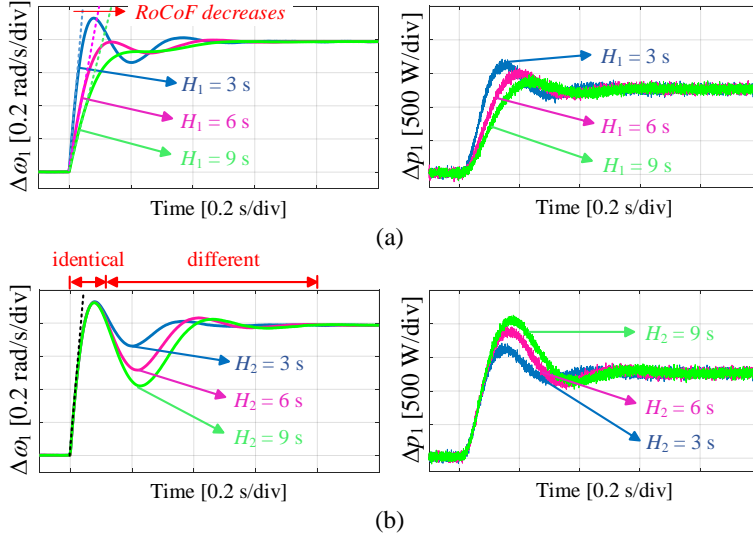 RoCoF decreases
Δω₁ [0.2 rad/s/div]
H₁ = 3 s
H₁ = 6 s
H₁ = 9 s
Time [0.2 s/div]
Δp₁ [500 W/div]
H₁ = 3 s
H₁ = 6 s
H₁ = 9 s
Time [0.2 s/div]
(a)
identical
different
Δω₁ [0.2 rad/s/div]
H₂ = 3 s
H₂ = 6 s
H₂ = 9 s
Time [0.2 s/div]
Δp₁ [500 W/div]
H₂ = 9 s
H₂ = 6 s
H₂ = 3 s
Time [0.2 s/div]
(b)